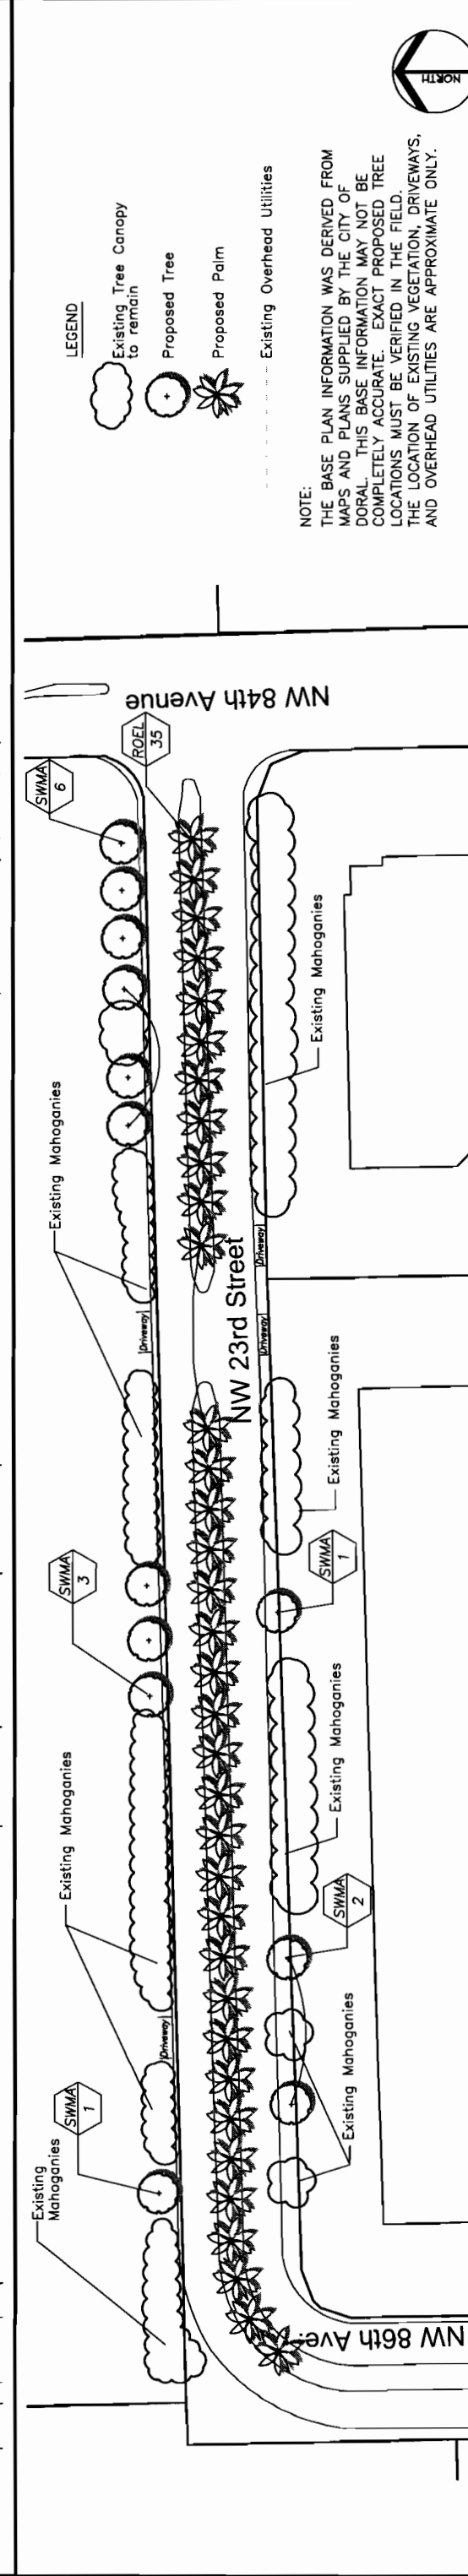 NORTH
LEGEND
Existing Tree Canopy
to remain
Proposed Tree
Proposed Palm
Existing Overhead Utilities
NOTE:
THE BASE PLAN INFORMATION WAS DERIVED FROM
MAPS AND PLANS SUPPLIED BY THE CITY OF
DORAL. THIS BASE INFORMATION MAY NOT BE
COMPLETELY ACCURATE. EXACT PROPOSED TREE
LOCATIONS MUST BE VERIFIED IN THE FIELD.
THE LOCATION OF EXISTING VEGETATION, DRIVEWAYS,
AND OVERHEAD UTILITIES ARE APPROXIMATE ONLY.
NW 84th Avenue
SWMA
6
ROEL
35
Existing Mahoganies
Existing Mahoganies
Driveway
Driveway
Driveway
NW 23rd Street
Existing Mahoganies
SWMA
3
SWMA
1
Existing Mahoganies
Existing Mahoganies
SWMA
2
Driveway
Existing Mahoganies
SWMA
1
Existing
Mahoganies
NW 86th Ave.